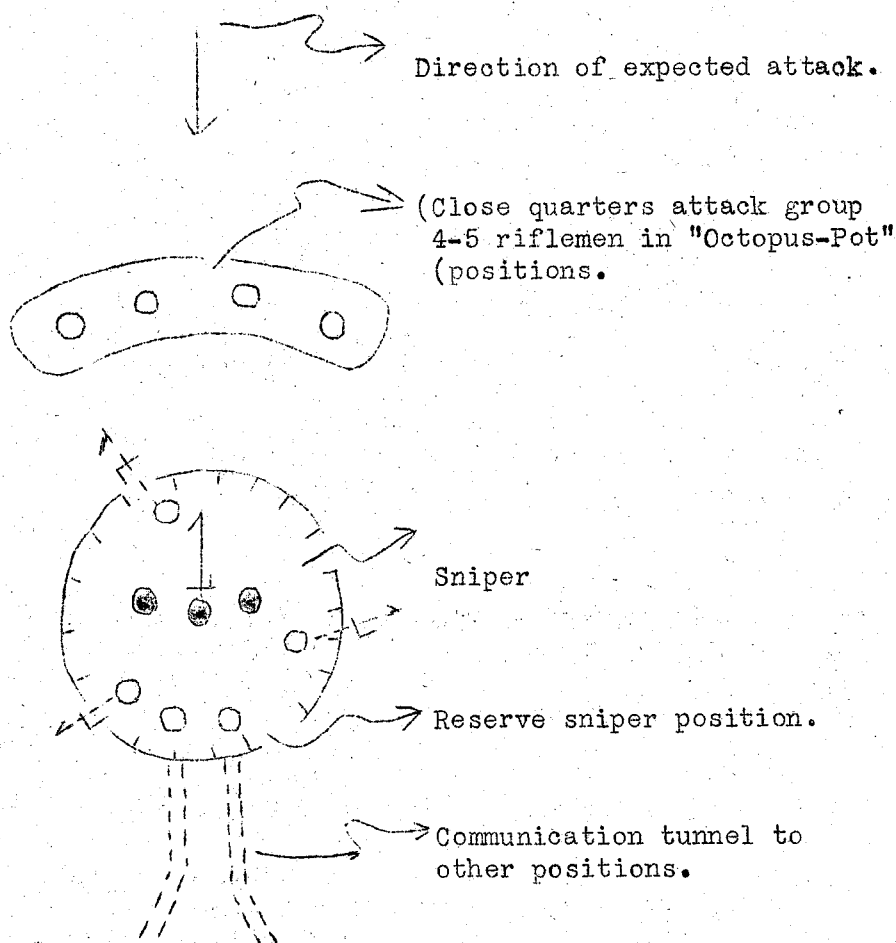 Direction of expected attack.
(Close quarters attack group
4-5 riflemen in "Octopus-Pot"
(positions.
Sniper
Reserve sniper position.
Communication tunnel to
other positions.